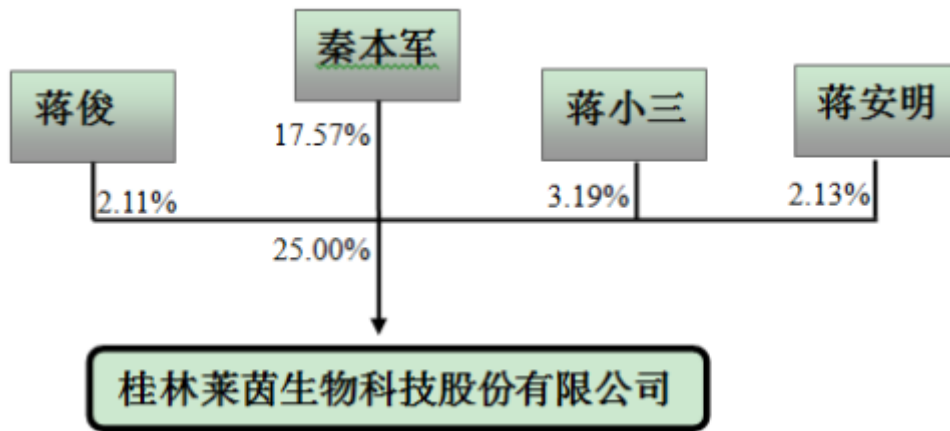 秦本军
蒋俊
蒋小三
蒋安明
17.57%
2.11%
3.19%
2.13%
25.00%
桂林莱茵生物科技股份有限公司